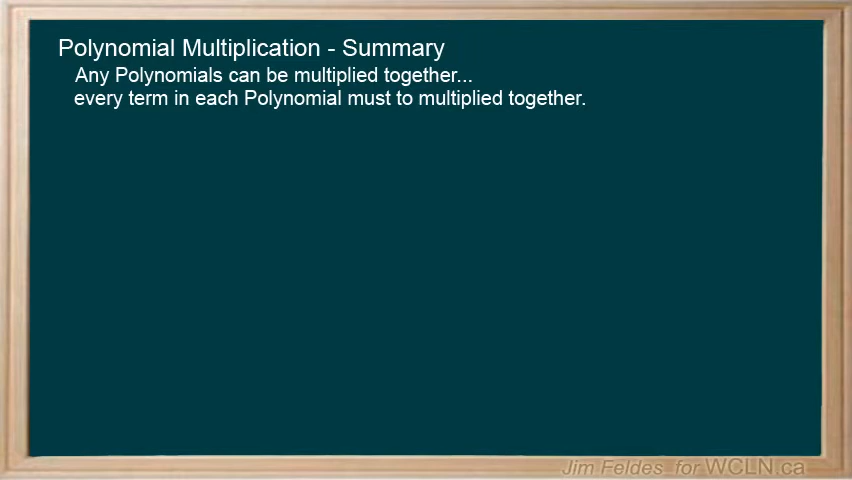 Polynomial Multiplication - Summary
Any Polynomials can be multiplied together...
every term in each Polynomial must to multiplied together.
Jim Feldes for WCLN.ca